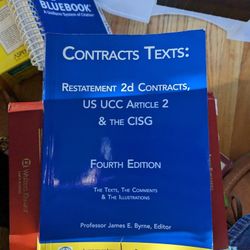 BLUEBOOK®
A Uniform System of Citation®
CONTRACTS TEXTS:
RESTATEMENT 2d CONTRACTS,
US UCC ARTICLE 2
& THE CISG
FOURTH EDITION
THE TEXTS, THE COMMENTS
& THE ILLUSTRATIONS
Professor James E. Byrne, Editor